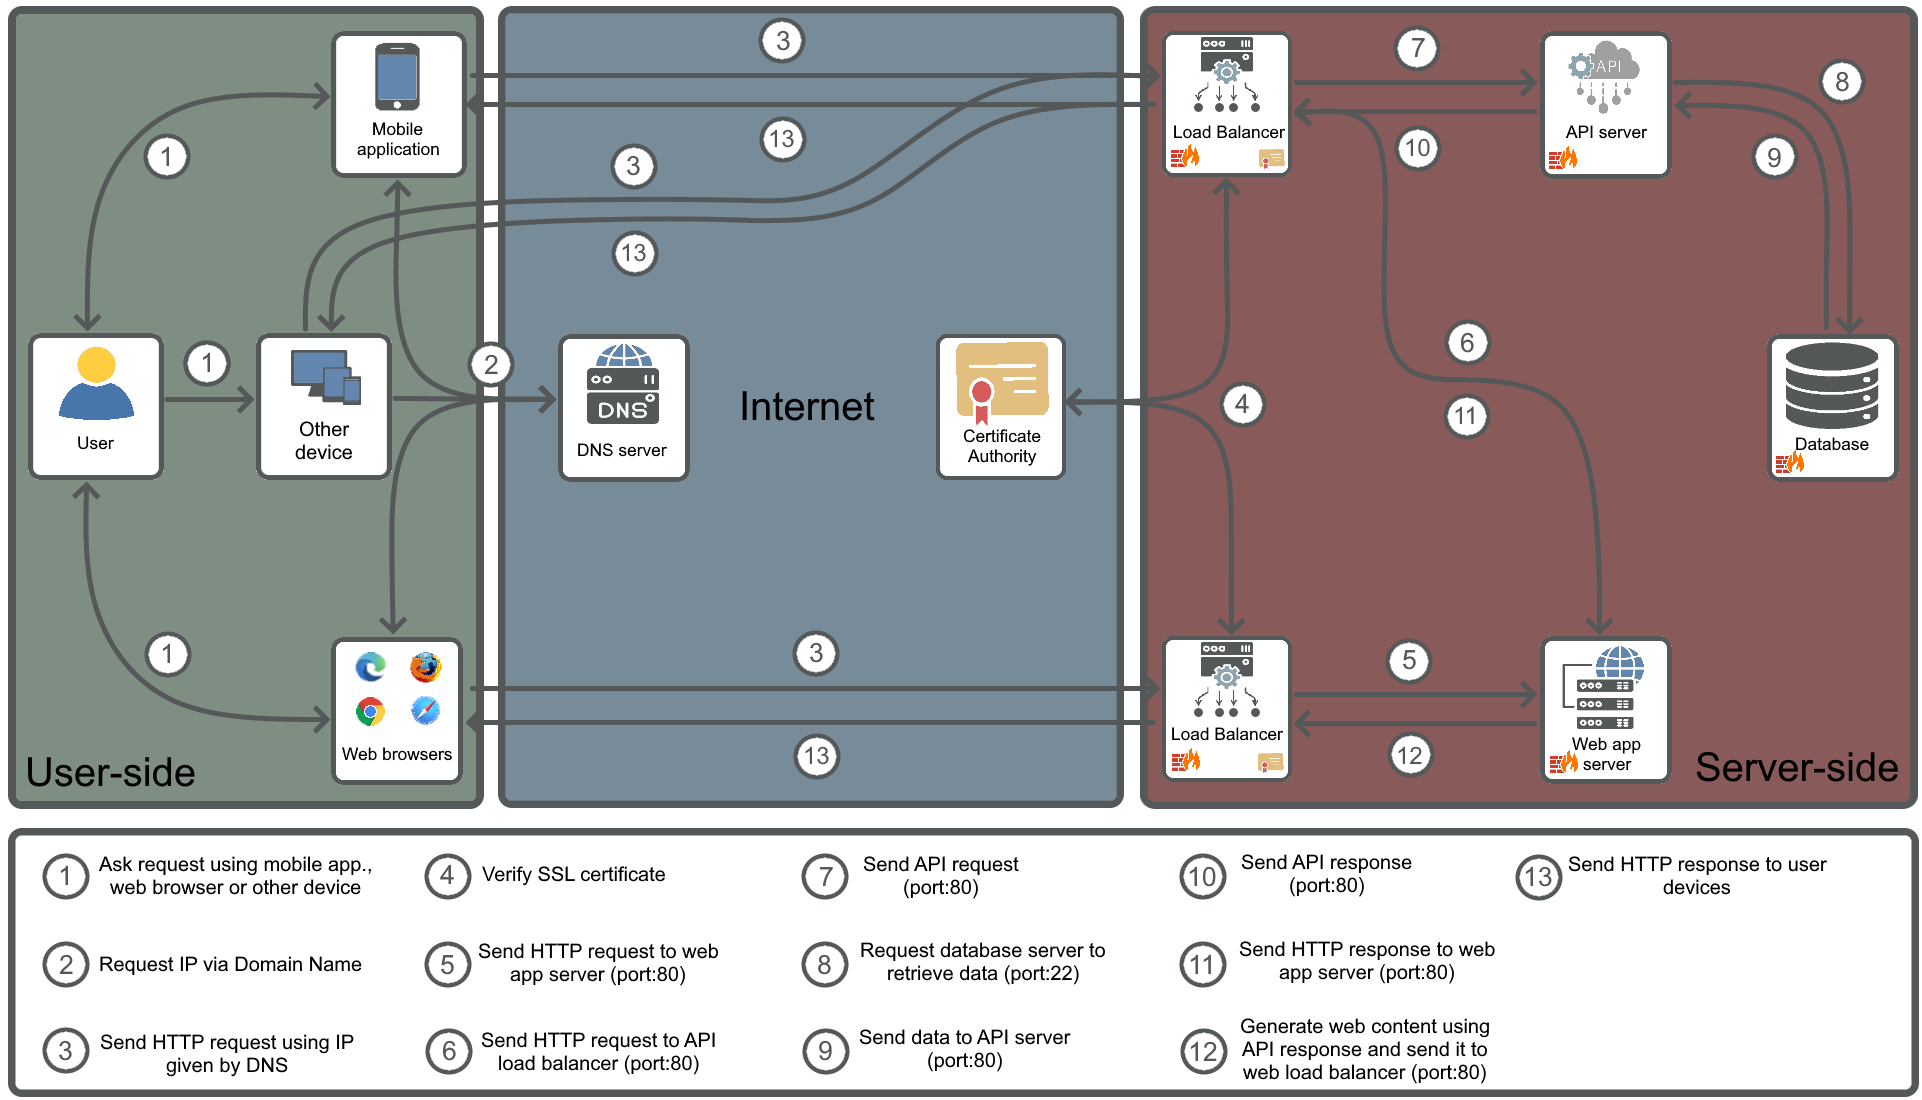 3
7
8
Mobile
application
1
13
3
Load Balancer
10
API
API server
9
13
1
2
DNS
DNS server
Internet
Certificate
Authority
4
6
11
Database
User
Other
device
1
3
5
Web browsers
13
Load Balancer
12
Web app
server
User-side
Server-side
1
Ask request using mobile app.,
web browser or other device
2
Request IP via Domain Name
3
Send HTTP request using IP
given by DNS
4
Verify SSL certificate
5
Send HTTP request to web
app server (port:80)
6
Send HTTP request to API
load balancer (port:80)
7
Send API request
(port:80)
8
Request database server to
retrieve data (port:22)
9
Send data to API server
(port:80)
10
Send API response
(port:80)
11
Send HTTP response to web
app server (port:80)
12
Generate web content using
API response and send it to
web load balancer (port:80)
13
Send HTTP response to user
devices